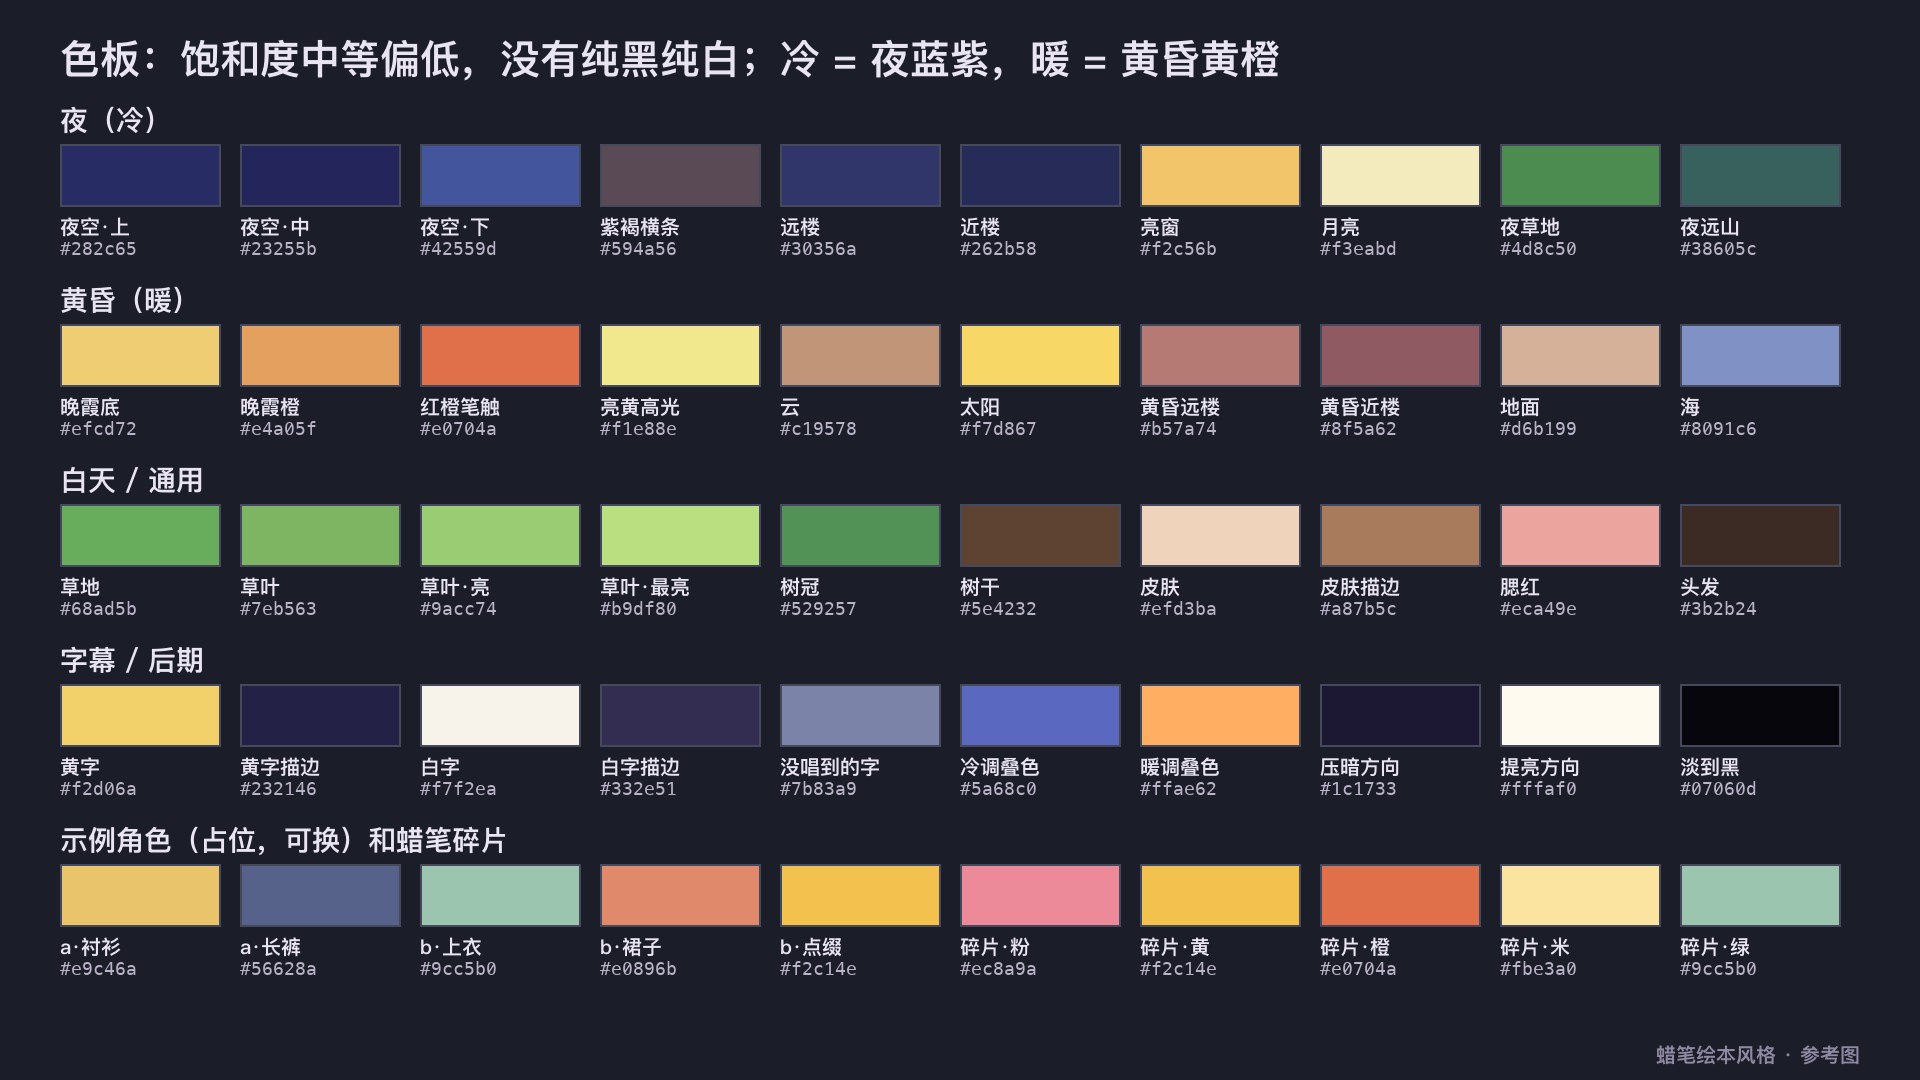 色板：饱和度中等偏低，没有纯黑纯白；冷 = 夜蓝紫，暖 = 黄昏黄橙
夜（冷）
夜空·上 夜空·中 夜空·下 紫褐横条 远楼 近楼 亮窗 月亮 夜草地 夜远山
#282c65 #23255b #42559d #594a56 #30356a #262b58 #f2c56b #f3eabd #4d8c50 #38605c
黄昏（暖）
晚霞底 晚霞橙 红橙笔触 亮黄高光 云 太阳 黄昏远楼 黄昏近楼 地面 海
#efcd72 #e4a05f #e0704a #f1e88e #c19578 #f7d867 #b57a74 #8f5a62 #d6b199 #8091c6
白天 / 通用
草地 草叶 草叶·亮 草叶·最亮 树冠 树干 皮肤 皮肤描边 腮红 头发
#68ad5b #7eb563 #9acc74 #b9df80 #529257 #5e4232 #efd3ba #a87b5c #eca49e #3b2b24
字幕 / 后期
黄字 黄字描边 白字 白字描边 没唱到的字 冷调叠色 暖调叠色 压暗方向 提亮方向 淡到黑
#f2d06a #232146 #f7f2ea #332e51 #7b83a9 #5a68c0 #ffae62 #1c1733 #fffaf0 #07060d
示例角色（占位，可换）和蜡笔碎片
a·衬衫 a·长裤 b·上衣 b·裙子 b·点缀 碎片·粉 碎片·黄 碎片·橙 碎片·米 碎片·绿
#e9c46a #56628a #9cc5b0 #e0896b #f2c14e #ec8a9a #f2c14e #e0704a #fbe3a0 #9cc5b0
蜡笔绘本风格 · 参考图